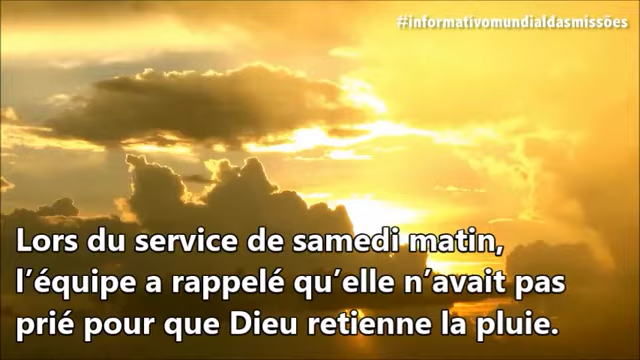 #informativomundialdasmissões
Lors du service de samedi matin,
l’équipe a rappelé qu’elle n’avait pas
prié pour que Dieu retienne la pluie.